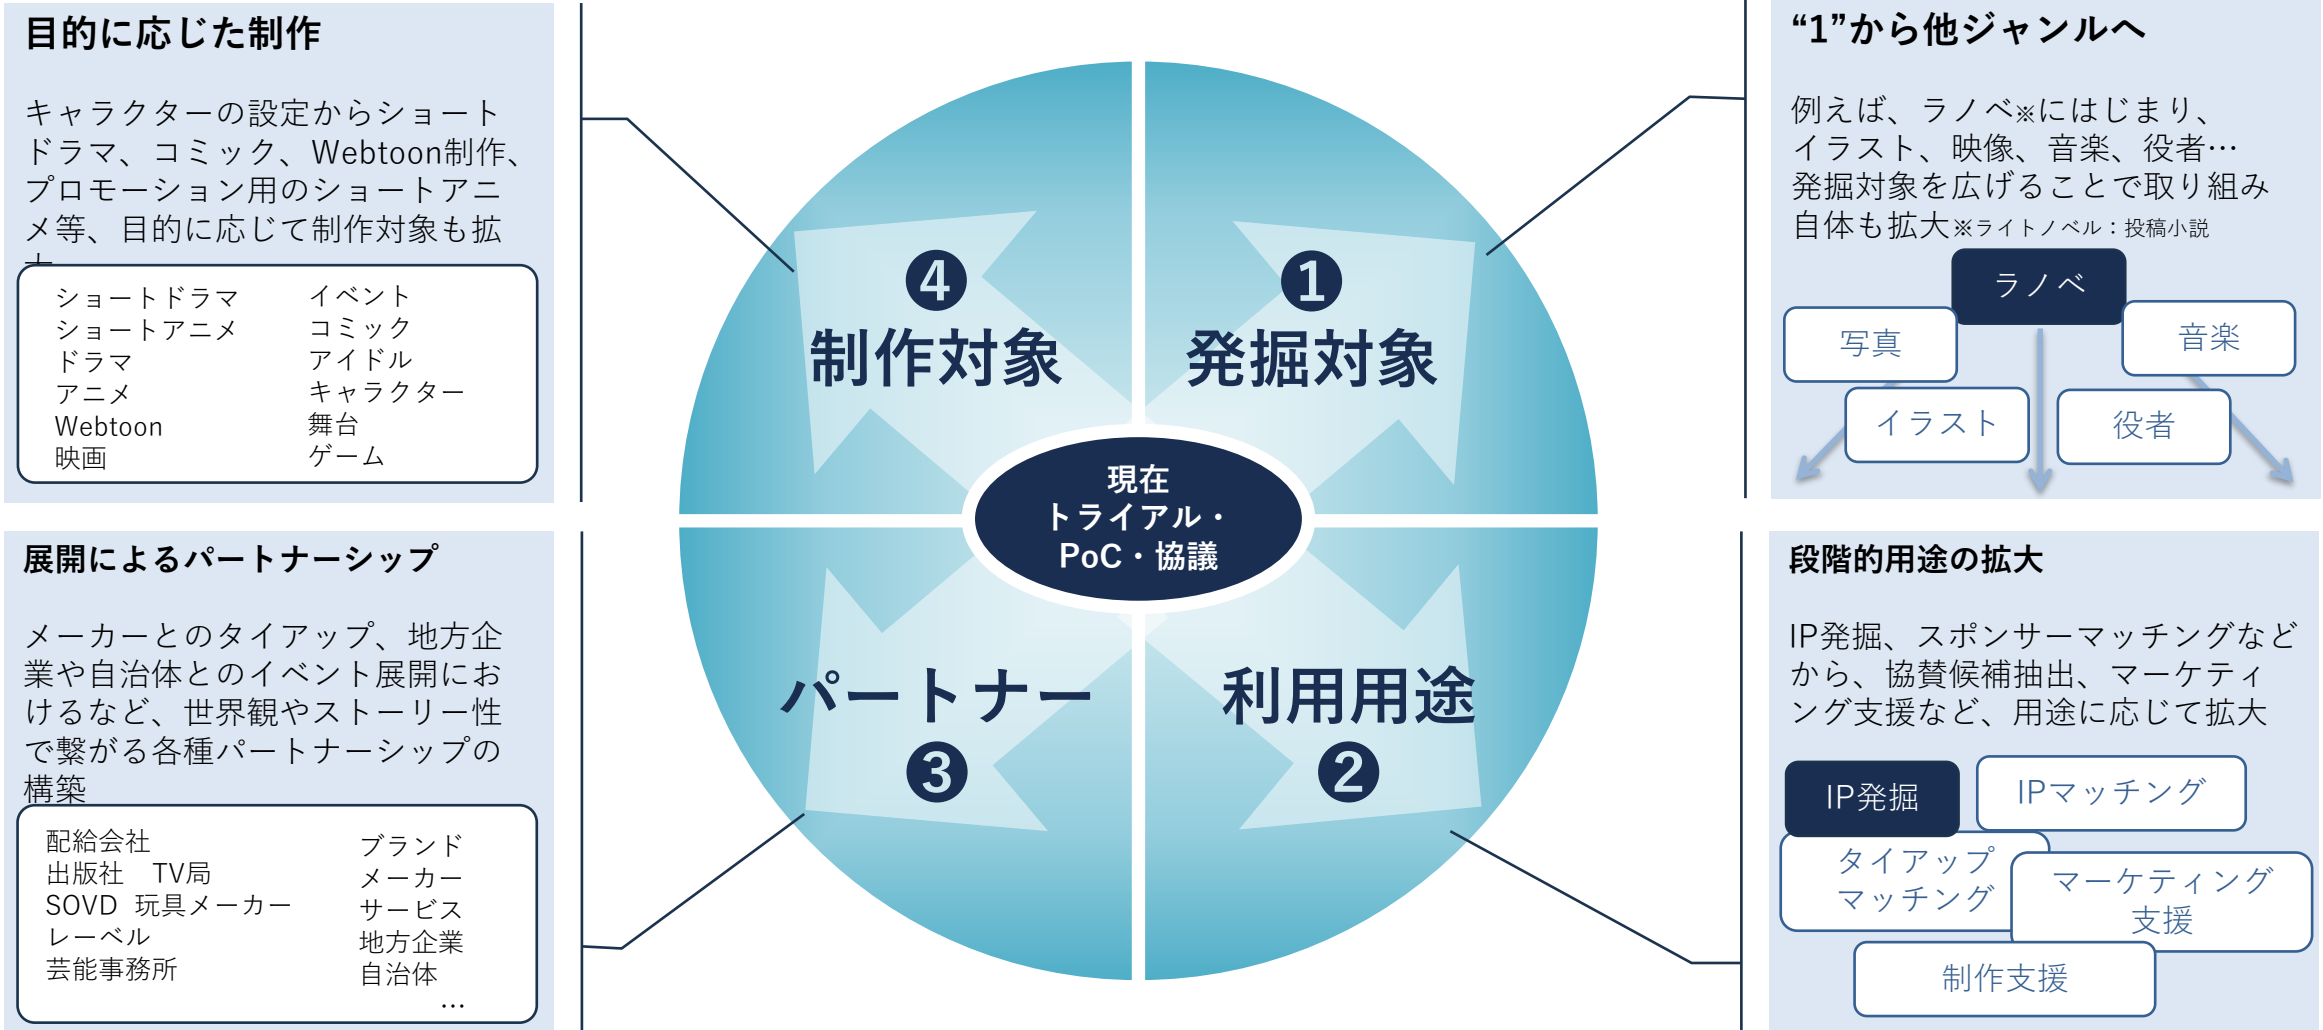 目的に応じた制作
キャラクターの設定からショート
ドラマ、コミック、Webtoon制作、
プロモーション用のショートアニ
メ等、目的に応じて制作対象も拡
ショートドラマ
ショートアニメ
ドラマ
アニメ
Webtoon
映画
イベント
コミック
アイドル
キャラクター
舞台
ゲーム
“1”から他ジャンルへ
例えば、ラノベ※にはじまり、
イラスト、映像、音楽、役者…
発掘対象を広げることで取り組み
自体も拡大※ライトノベル：投稿小説
ラノベ
写真
音楽
イラスト
役者
❹
制作対象
❶
発掘対象
現在
トライアル・
PoC・協議
パートナー
❸
利用用途
❷
展開によるパートナーシップ
メーカーとのタイアップ、地方企
業や自治体とのイベント展開にお
けるなど、世界観やストーリー性
で繋がる各種パートナーシップの
構築
配給会社
出版社　TV局
SOVD 玩具メーカー
レーベル
芸能事務所
ブランド
メーカー
サービス
地方企業
自治体
…
段階的用途の拡大
IP発掘、スポンサーマッチングなど
から、協賛候補抽出、マーケティ
ング支援など、用途に応じて拡大
IP発掘
IPマッチング
タイアップ
マッチング
マーケティング
支援
制作支援